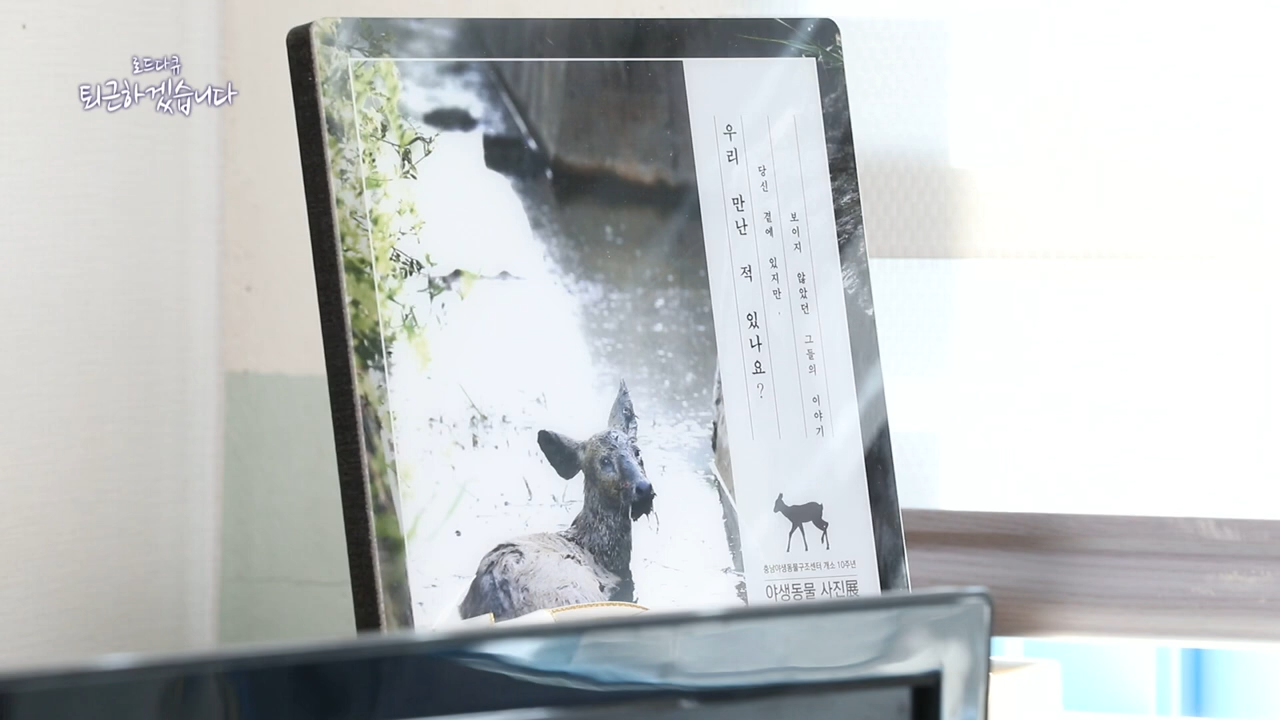 로드다큐
퇴근하겠습니다
우리 만난 적 있나요?
당신 곁에 있지만,
보이지 않았던 그들의 이야기
충남야생동물구조센터 개소 10주년
야생동물 사진展